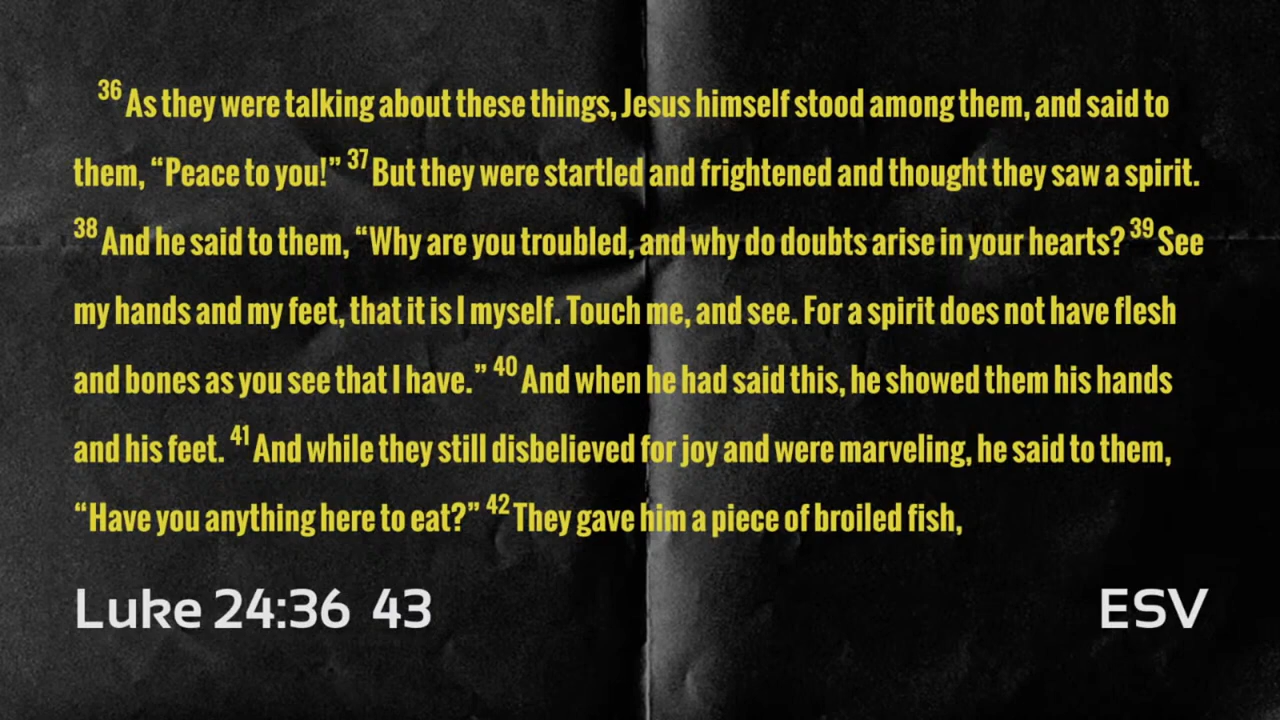 36 As they were talking about these things, Jesus himself stood among them, and said to
them, “Peace to you!” 37 But they were startled and frightened and thought they saw a spirit.
38 And he said to them, “Why are you troubled, and why do doubts arise in your hearts? 39 See
my hands and my feet, that it is I myself. Touch me, and see. For a spirit does not have flesh
and bones as you see that I have.” 40 And when he had said this, he showed them his hands
and his feet. 41 And while they still disbelieved for joy and were marveling, he said to them,
“Have you anything here to eat?” 42 They gave him a piece of broiled fish,
Luke 24:36 43
ESV